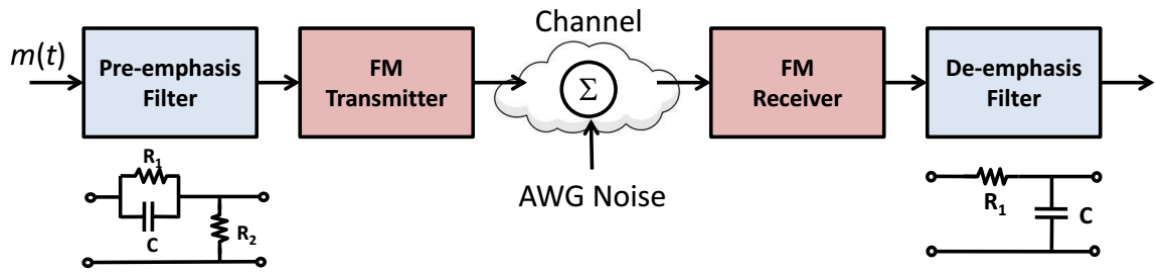 Channel
m(t)
Pre-emphasis
Filter
FM
Transmitter
Σ
FM
Receiver
De-emphasis
Filter
AWG Noise
R₁
C
R₂
R₁
C